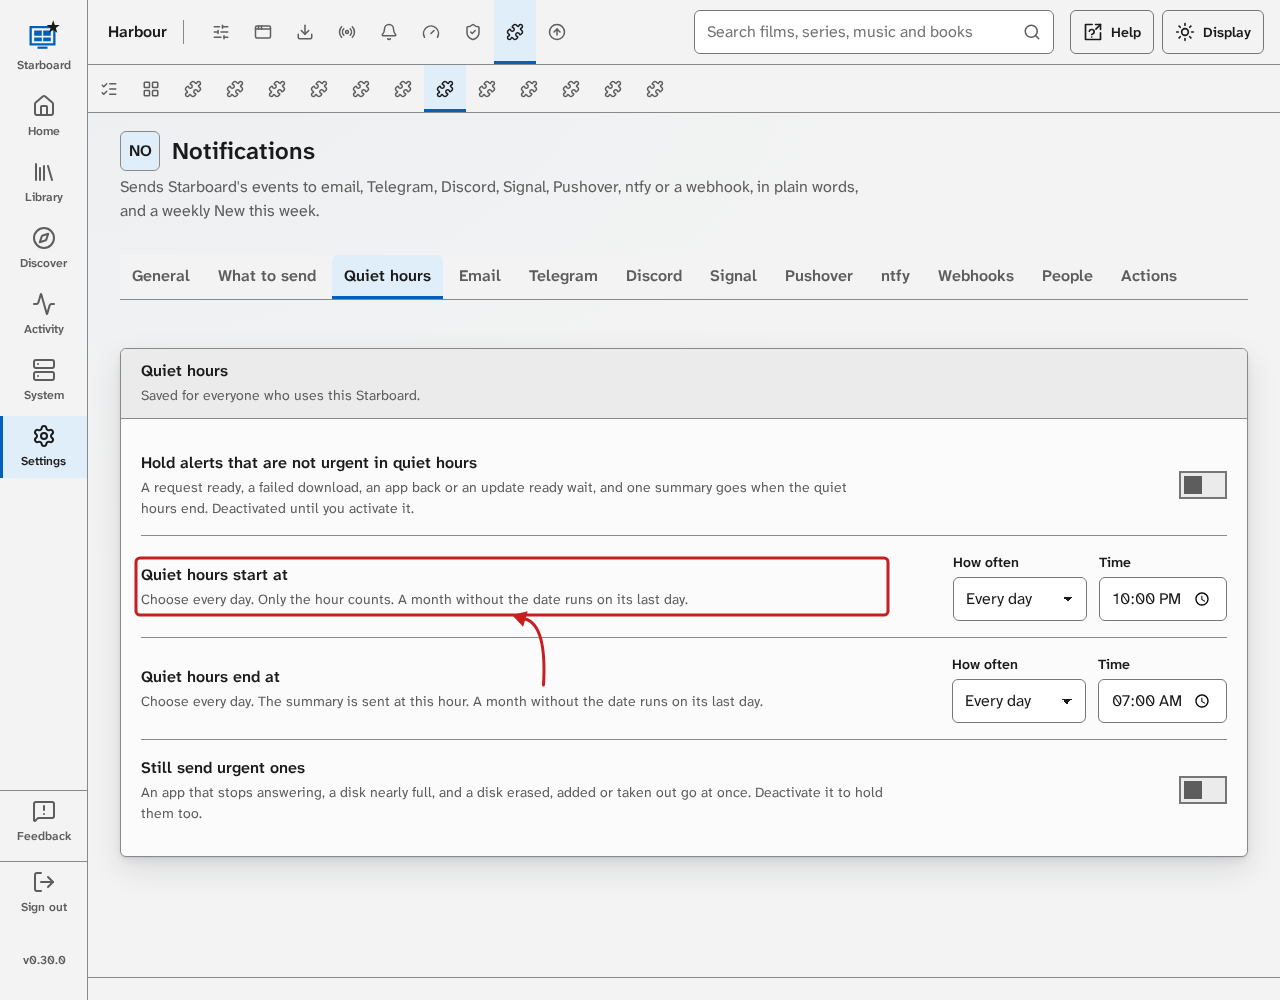 Starboard
Home
Library
Discover
Activity
System
Settings
Feedback
Sign out
v0.30.0
Harbour
Search films, series, music and books
Help
Display
NO
Notifications
Sends Starboard's events to email, Telegram, Discord, Signal, Pushover, ntfy or a webhook, in plain words,
and a weekly New this week.
General
What to send
Quiet hours
Email
Telegram
Discord
Signal
Pushover
ntfy
Webhooks
People
Actions
Quiet hours
Saved for everyone who uses this Starboard.
Hold alerts that are not urgent in quiet hours
A request ready, a failed download, an app back or an update ready wait, and one summary goes when the quiet
hours end. Deactivated until you activate it.
Quiet hours start at
Choose every day. Only the hour counts. A month without the date runs on its last day.
How often
Every day
Time
10:00 PM
Quiet hours end at
Choose every day. The summary is sent at this hour. A month without the date runs on its last day.
How often
Every day
Time
07:00 AM
Still send urgent ones
An app that stops answering, a disk nearly full, and a disk erased, added or taken out go at once. Deactivate it to hold
them too.